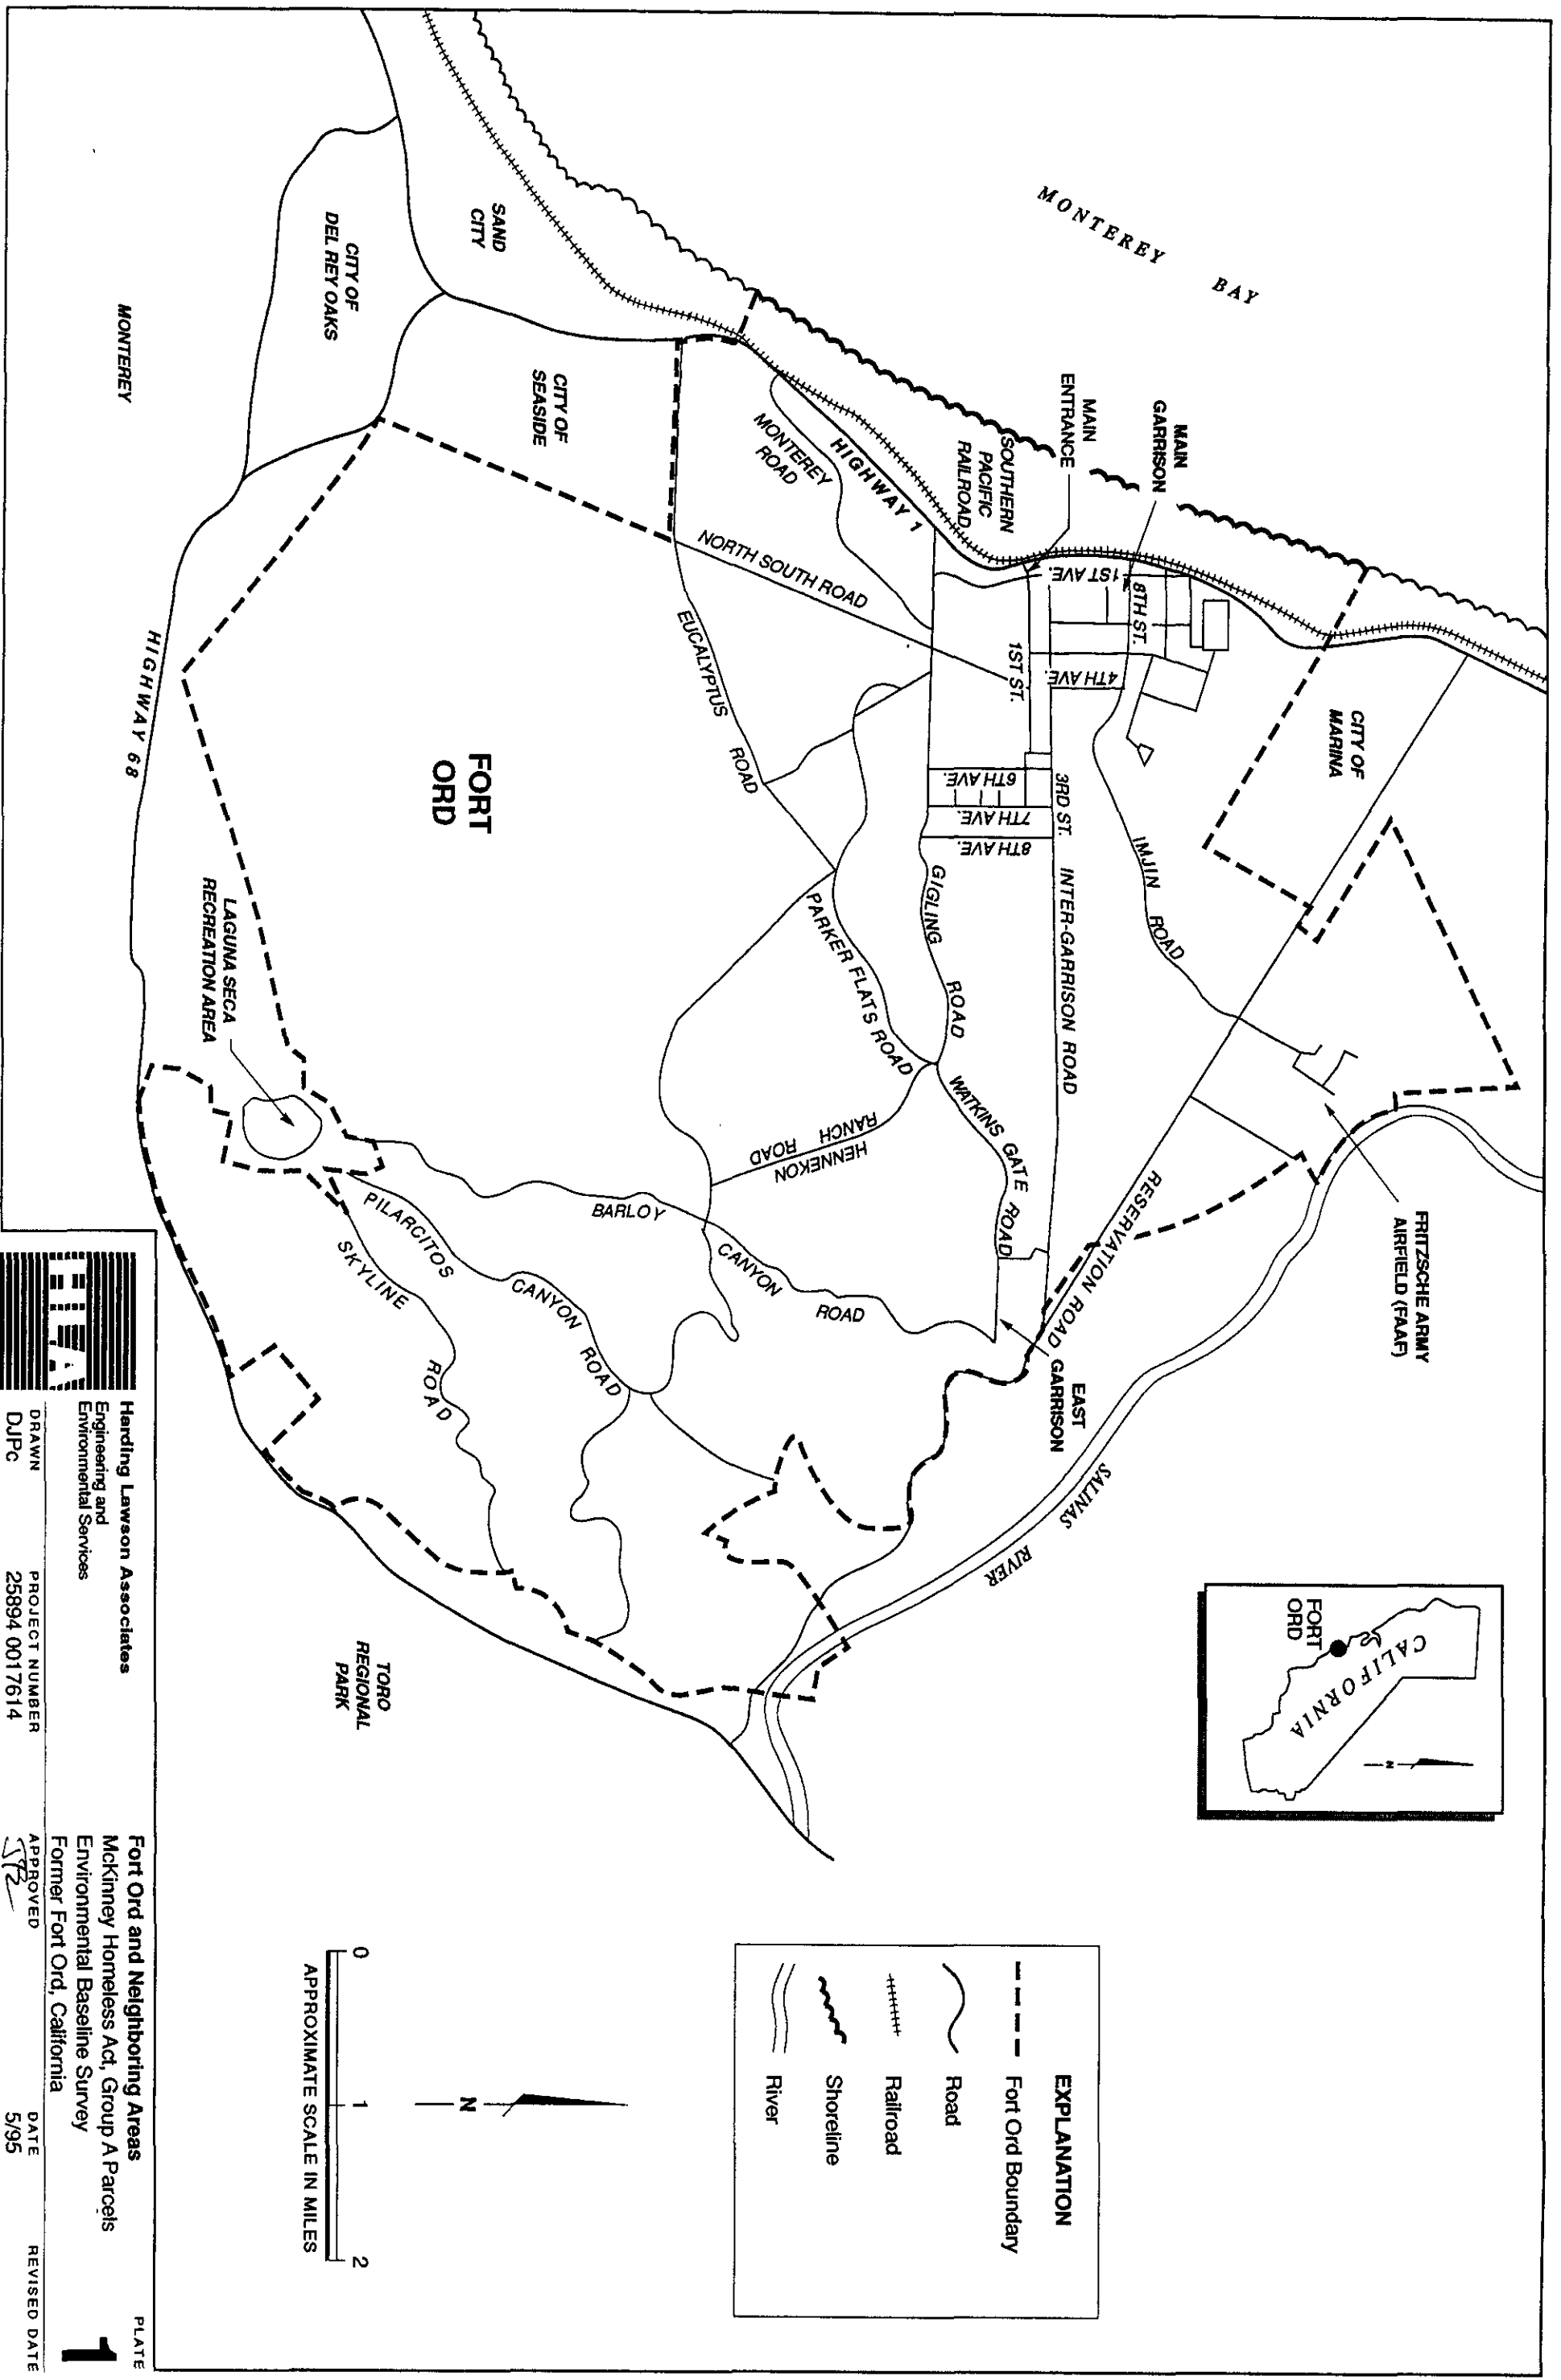 MONTEREY BAY
MAIN
GARRISON
MAIN
ENTRANCE
SOUTHERN
PACIFIC
RAILROAD
HIGHWAY 1
MONTEREY
ROAD
SAND
CITY
CITY OF
DEL REY OAKS
MONTEREY
CITY OF
SEASIDE
CITY OF
MARINA
1ST AVE.
8TH ST.
4TH AVE.
1ST ST.
3RD ST.
6TH AVE.
7TH AVE.
8TH AVE.
NORTH SOUTH ROAD
EUCALYPTUS ROAD
IMJIN ROAD
INTER-GARRISON ROAD
GIGLING ROAD
PARKER FLATS ROAD
WATKINS GATE ROAD
HENNEKON
RANCH ROAD
RESERVATION ROAD
FORT
ORD
HIGHWAY 68
LAGUNA SECA
RECREATION AREA
BARLOY CANYON ROAD
PILARCITOS CANYON ROAD
SKYLINE ROAD
EAST
GARRISON
FRITZSCHE ARMY
AIRFIELD (FAAF)
SALINAS RIVER
TORO
REGIONAL
PARK
CALIFORNIA
FORT
ORD
N
EXPLANATION
Fort Ord Boundary
Road
Railroad
Shoreline
River
N
0 1 2
APPROXIMATE SCALE IN MILES
HLA
Harding Lawson Associates
Engineering and
Environmental Services
Fort Ord and Neighboring Areas
McKinney Homeless Act, Group A Parcels
Environmental Baseline Survey
Former Fort Ord, California
PLATE
1
DRAWN
DJPc
PROJECT NUMBER
25894 0017614
APPROVED
DATE
5/95
REVISED DATE